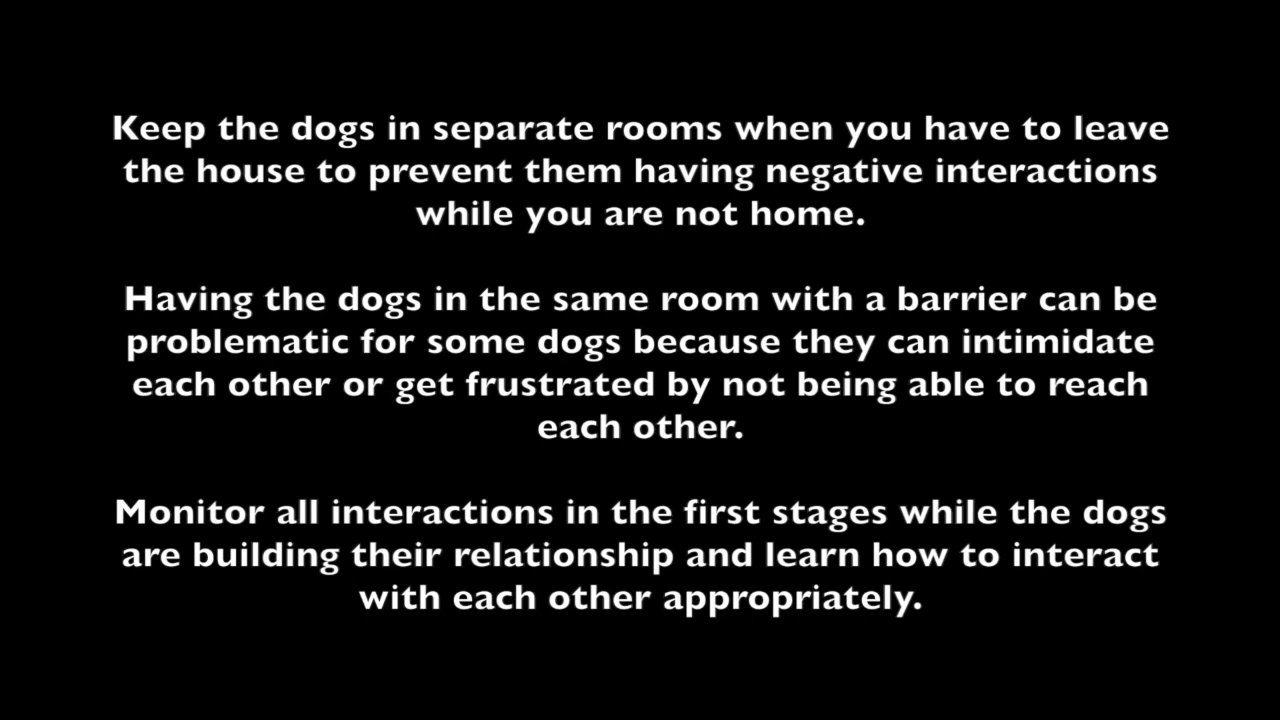 Keep the dogs in separate rooms when you have to leave
the house to prevent them having negative interactions
while you are not home.
Having the dogs in the same room with a barrier can be
problematic for some dogs because they can intimidate
each other or get frustrated by not being able to reach
each other.
Monitor all interactions in the first stages while the dogs
are building their relationship and learn how to interact
with each other appropriately.